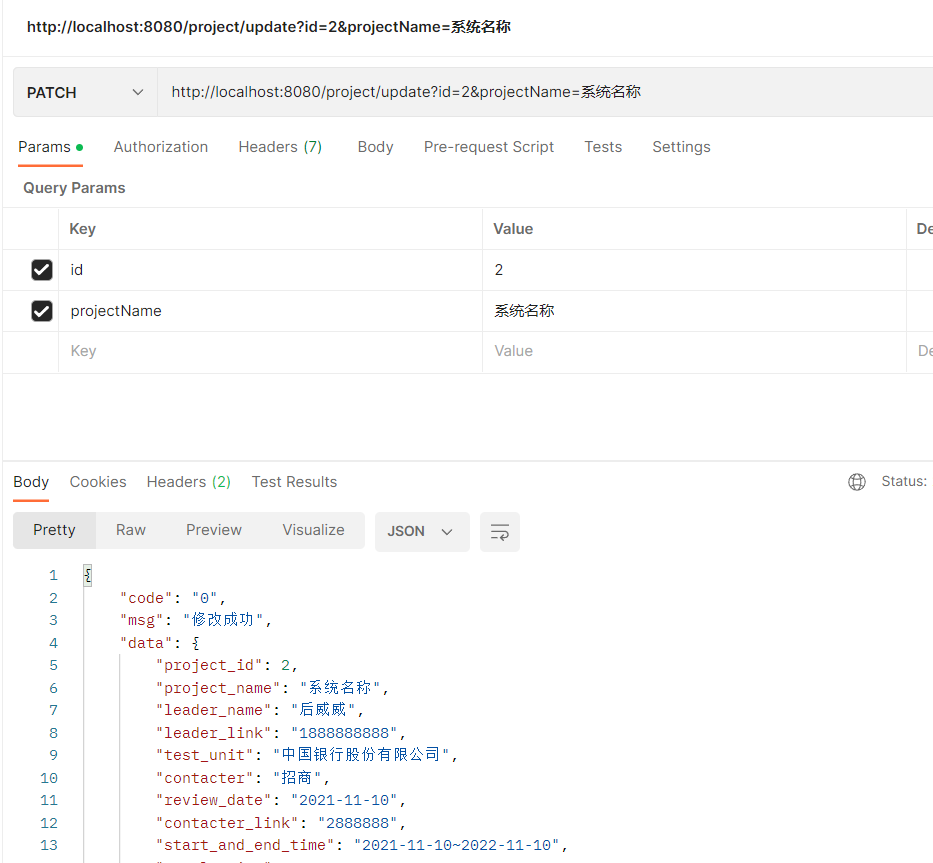 http://localhost:8080/project/update?id=2&projectName=系统名称
PATCH http://localhost:8080/project/update?id=2&projectName=系统名称
Params Authorization Headers (7) Body Pre-request Script Tests Settings
Query Params
Key Value De
id 2
projectName 系统名称
Key Value De
Body Cookies Headers (2) Test Results Status:
Pretty Raw Preview Visualize JSON
1 {
2 "code": "0",
3 "msg": "修改成功",
4 "data": {
5 "project_id": 2,
6 "project_name": "系统名称",
7 "leader_name": "后威威",
8 "leader_link": "1888888888",
9 "test_unit": "中国银行股份有限公司",
10 "contacter": "招商",
11 "review_date": "2021-11-10",
12 "contacter_link": "2888888",
13 "start_and_end_time": "2021-11-10~2022-11-10",